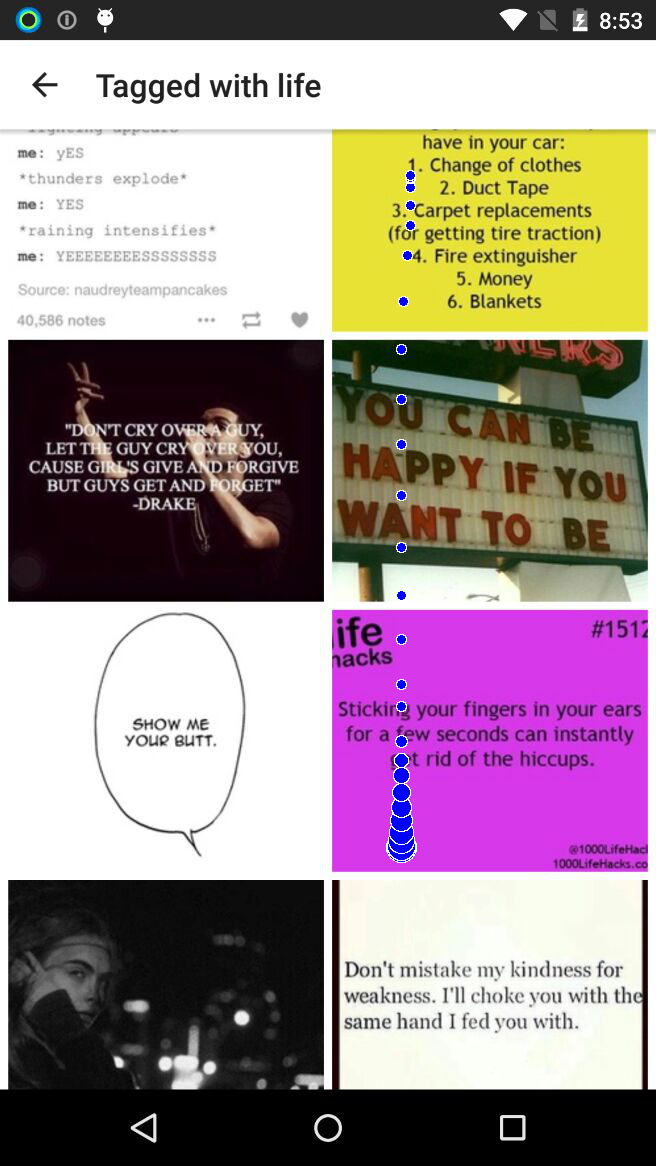 8:53
Tagged with life
me: yES
*thunders explode*
me: YES
*raining intensifies*
me: YEEEEEEEESSSSSSSS
Source: naudreyteampancakes
40,586 notes
have in your car:
1. Change of clothes
2. Duct Tape
3. Carpet replacements
(for getting tire traction)
4. Fire extinguisher
5. Money
6. Blankets
"DON'T CRY OVER A GUY,
LET THE GUY CRY OVER YOU,
CAUSE GIRL'S GIVE AND FORGIVE
BUT GUYS GET AND FORGET"
-DRAKE
YOU CAN BE
HAPPY IF YOU
WANT TO BE
SHOW ME
YOUR BUTT.
ife
hacks
#1512
Sticking your fingers in your ears
for a few seconds can instantly
get rid of the hiccups.
@1000LifeHac
1000LifeHacks.co
Don't mistake my kindness for
weakness. I'll choke you with the
same hand I fed you with.